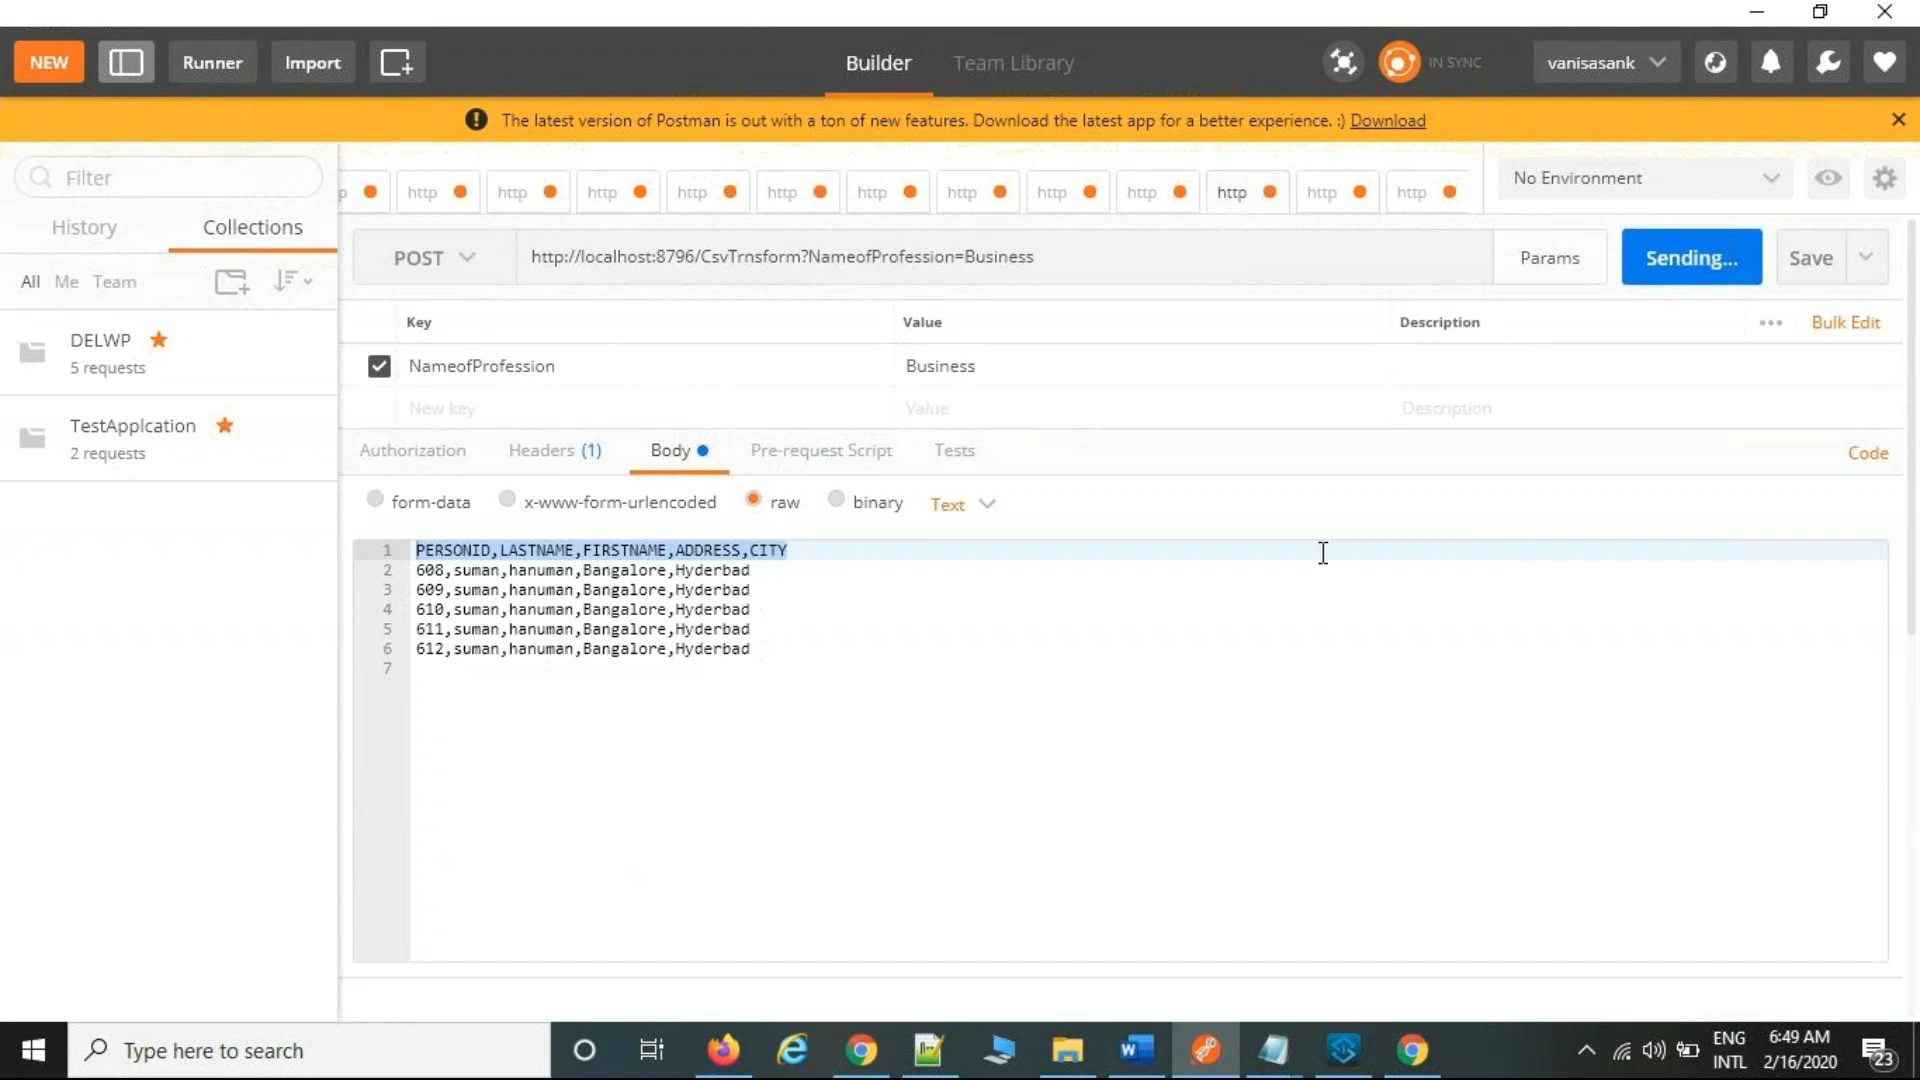 NEW Runner Import Builder Team Library IN SYNC vanisasank
The latest version of Postman is out with a ton of new features. Download the latest app for a better experience. :) Download
Filter
p http http http http http http http http http http http http
No Environment
History Collections
POST http://localhost:8796/CsvTrnsform?NameofProfession=Business Params Sending... Save
All Me Team
Key Value Description Bulk Edit
DELWP
5 requests
NameofProfession Business
New key Value Description
TestApplcation
2 requests
Authorization Headers (1) Body Pre-request Script Tests Code
form-data x-www-form-urlencoded raw binary Text
1 PERSONID,LASTNAME,FIRSTNAME,ADDRESS,CITY
2 608,suman,hanuman,Bangalore,Hyderbad
3 609,suman,hanuman,Bangalore,Hyderbad
4 610,suman,hanuman,Bangalore,Hyderbad
5 611,suman,hanuman,Bangalore,Hyderbad
6 612,suman,hanuman,Bangalore,Hyderbad
7
Type here to search
ENG 6:49 AM
INTL 2/16/2020 23